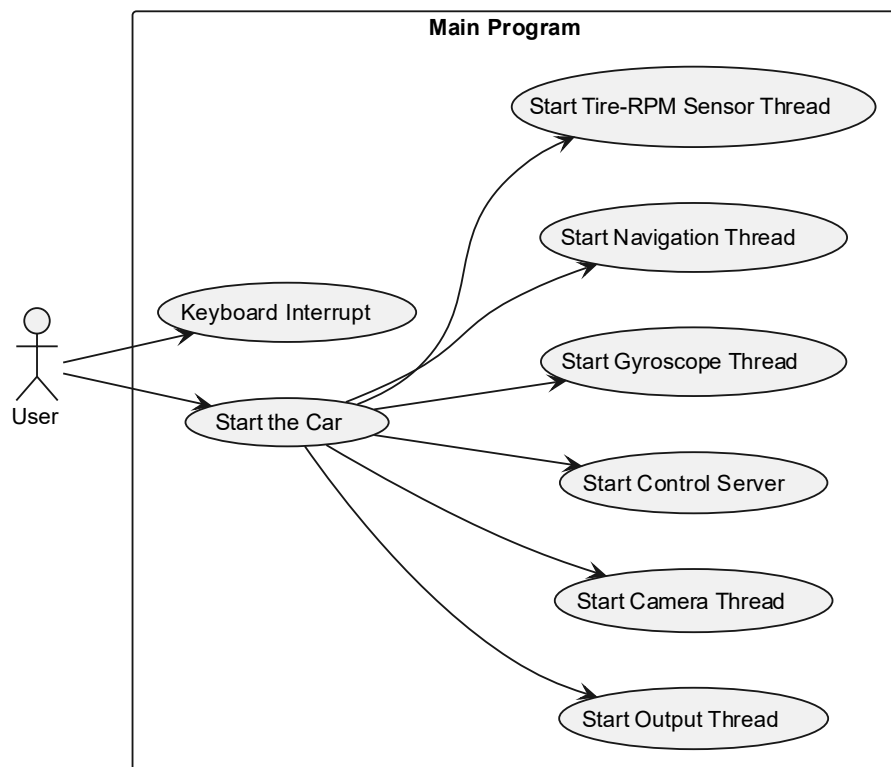 Main Program
Start Tire-RPM Sensor Thread
Start Navigation Thread
Keyboard Interrupt
Start Gyroscope Thread
User
Start the Car
Start Control Server
Start Camera Thread
Start Output Thread